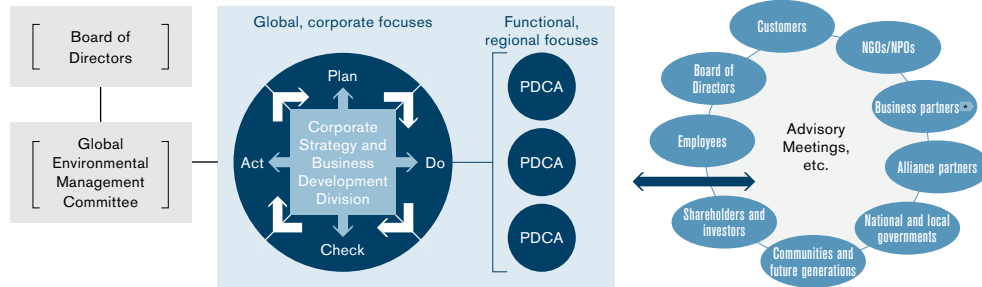 Board of
Directors
Global
Environmental
Management
Committee
Global, corporate focuses
Plan
Act
Corporate
Strategy and
Business
Development
Division
Do
Check
Functional,
regional focuses
PDCA
PDCA
PDCA
Customers
NGOs/NPOs
Board of
Directors
Business partners
Employees
Advisory
Meetings,
etc.
Alliance partners
Shareholders and
investors
National and local
governments
Communities and
future generations